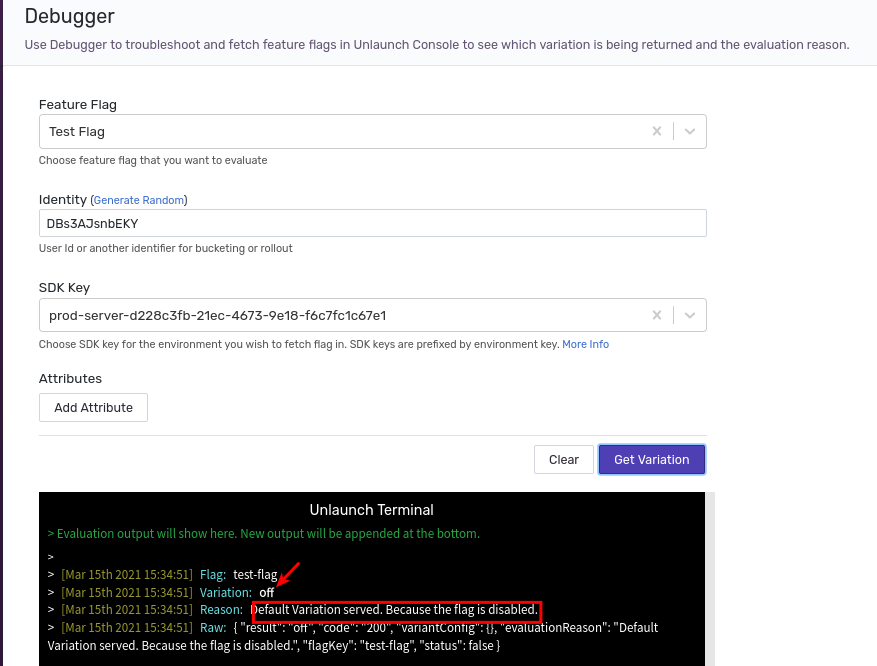 Debugger
Use Debugger to troubleshoot and fetch feature flags in Unlaunch Console to see which variation is being returned and the evaluation reason.
Feature Flag
Test Flag
Choose feature flag that you want to evaluate
Identity (Generate Random)
DBs3AJsnbEKY
User Id or another identifier for bucketing or rollout
SDK Key
prod-server-d228c3fb-21ec-4673-9e18-f6c7fc1c67e1
Choose SDK key for the environment you wish to fetch flag in. SDK keys are prefixed by environment key. More Info
Attributes
Add Attribute
Clear
Get Variation
Unlaunch Terminal
> Evaluation output will show here. New output will be appended at the bottom.
>
> [Mar 15th 2021 15:34:51] Flag: test-flag
> [Mar 15th 2021 15:34:51] Variation: off
> [Mar 15th 2021 15:34:51] Reason: Default Variation served. Because the flag is disabled.
> [Mar 15th 2021 15:34:51] Raw: { "result": "off", "code": "200", "variantConfig": {}, "evaluationReason": "Default
Variation served. Because the flag is disabled.", "flagKey": "test-flag", "status": false }